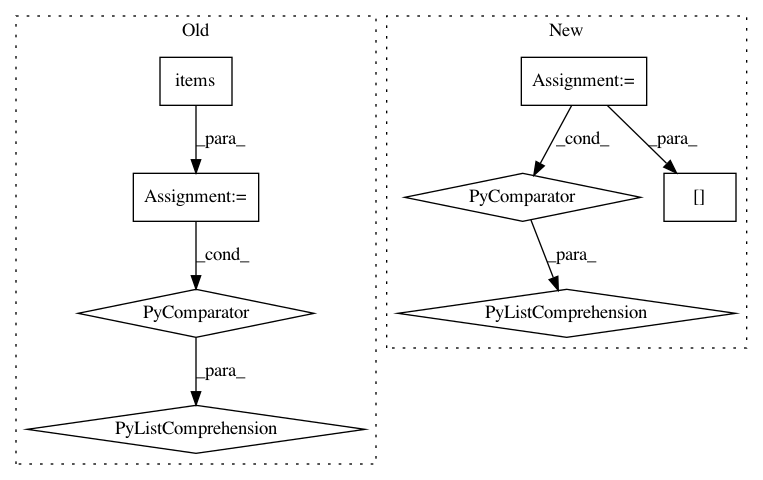 Old
New
items
Assignment:=
_para_
_cond_
_para_
Assignment:=
PyComparator
[]
_cond_
_para_
PyComparator
PyListComprehension
_para_
PyListComprehension